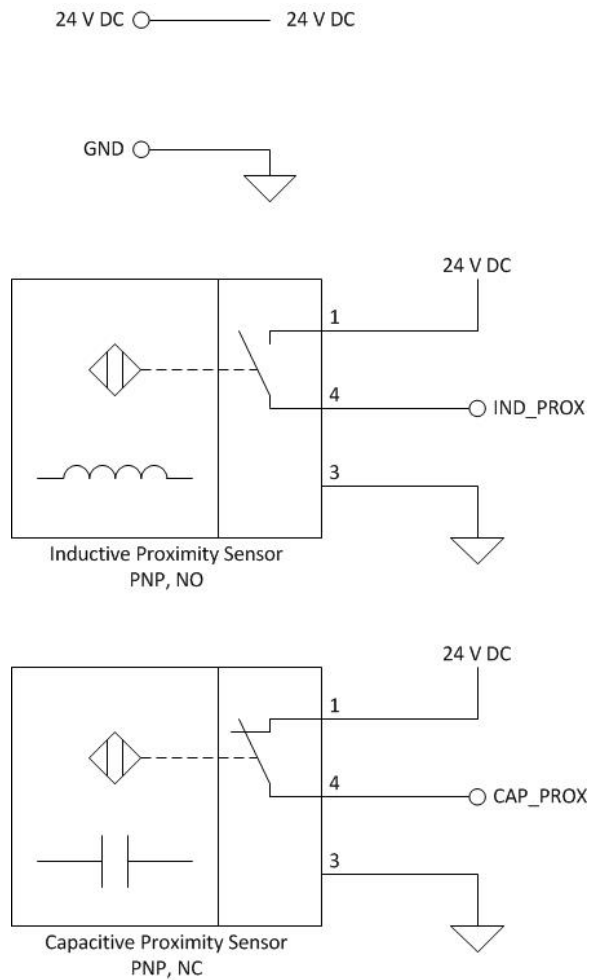 24 V DC 24 V DC
GND
24 V DC
1
4
IND_PROX
3
Inductive Proximity Sensor
PNP, NO
24 V DC
1
4
CAP_PROX
3
Capacitive Proximity Sensor
PNP, NC